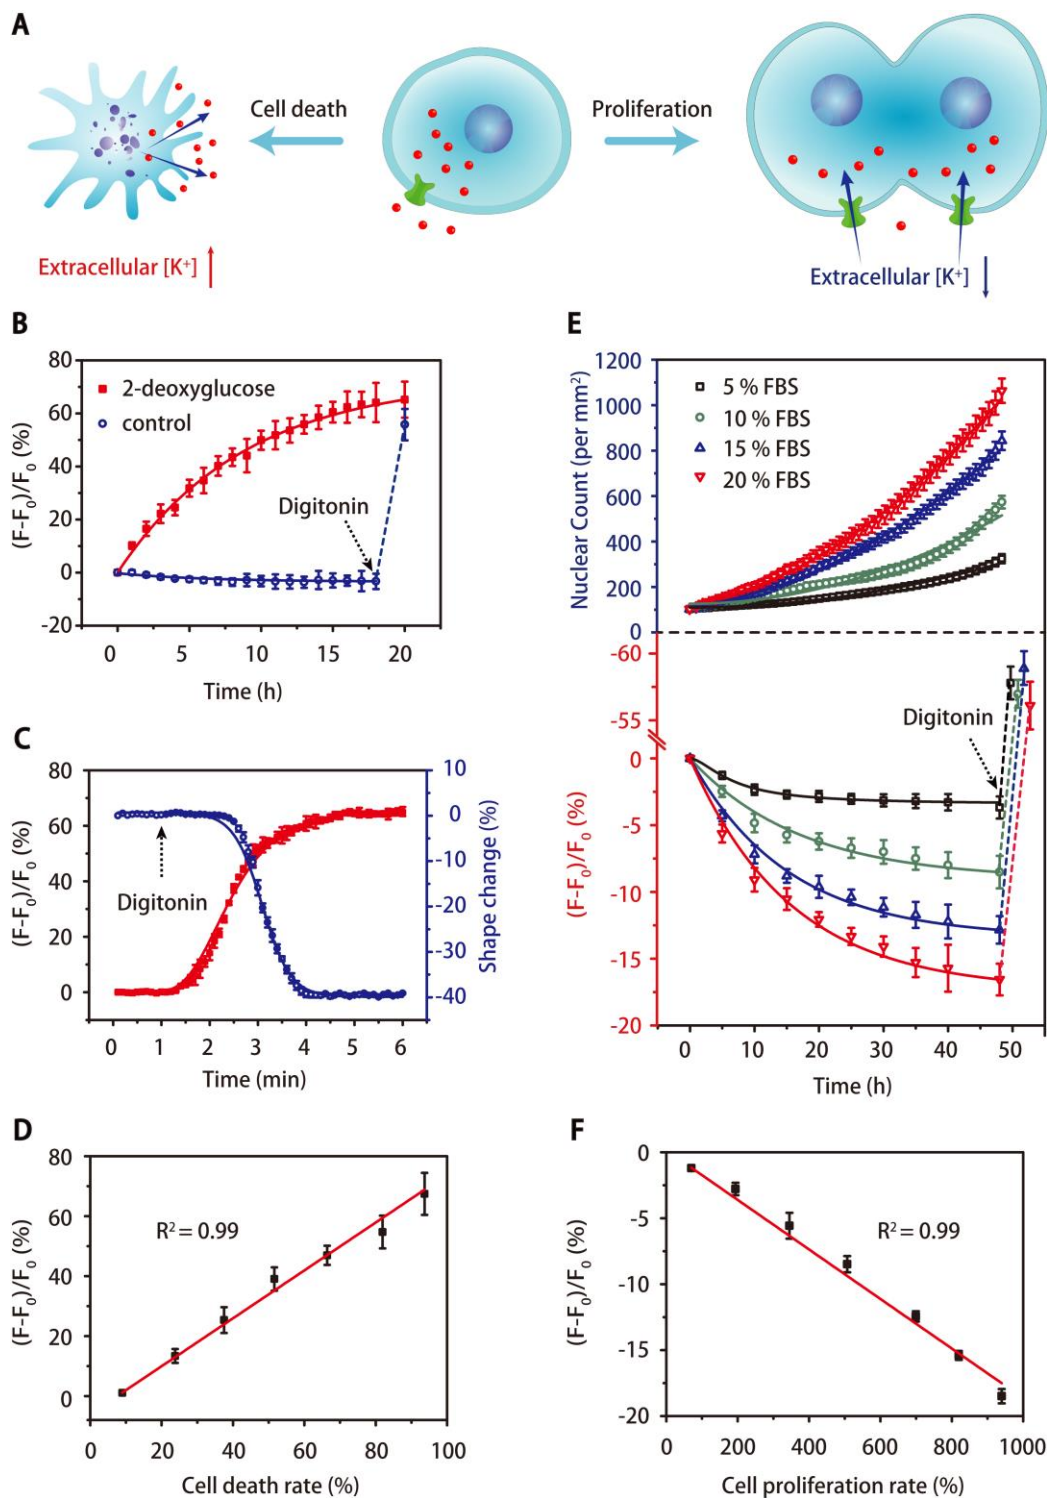 A
Cell death
Proliferation
Extracellular [K⁺]
Extracellular [K⁺]
B
80
60
40
20
0
-20
(F-F₀)/F₀ (%)
2-deoxyglucose
control
Digitonin
0 5 10 15 20
Time (h)
C
80
60
40
20
0
(F-F₀)/F₀ (%)
10
0
-10
-20
-30
-40
Shape change (%)
Digitonin
0 1 2 3 4 5 6
Time (min)
D
80
60
40
20
0
(F-F₀)/F₀ (%)
R² = 0.99
0 20 40 60 80 100
Cell death rate (%)
E
1200
1000
800
600
400
200
0
Nuclear Count (per mm²)
5 % FBS
10 % FBS
15 % FBS
20 % FBS
-60
-55
0
-5
-10
-15
-20
(F-F₀)/F₀ (%)
Digitonin
0 10 20 30 40 50
Time (h)
F
0
-5
-10
-15
-20
(F-F₀)/F₀ (%)
R² = 0.99
0 200 400 600 800 1000
Cell proliferation rate (%)